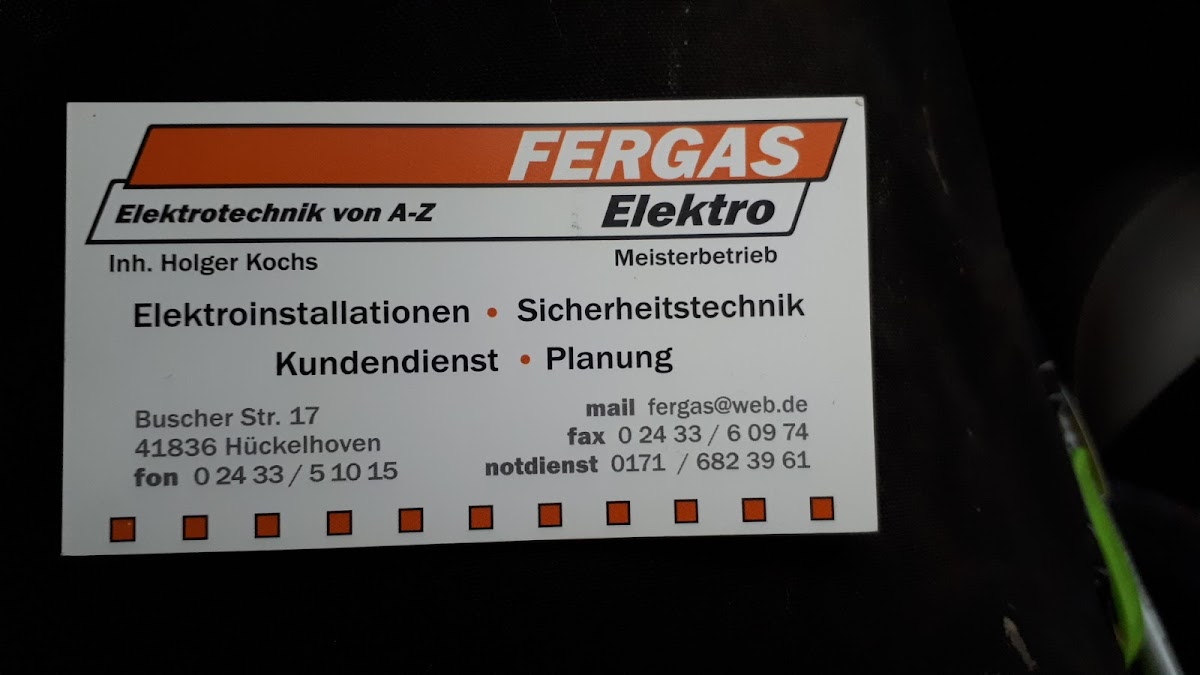 FERGAS
Elektrotechnik von A-Z Elektro
Inh. Holger Kochs Meisterbetrieb
Elektroinstallationen • Sicherheitstechnik
Kundendienst • Planung
Buscher Str. 17
41836 Hückelhoven
fon 0 24 33 / 5 10 15
mail fergas@web.de
fax 0 24 33 / 6 09 74
notdienst 0171 / 682 39 61